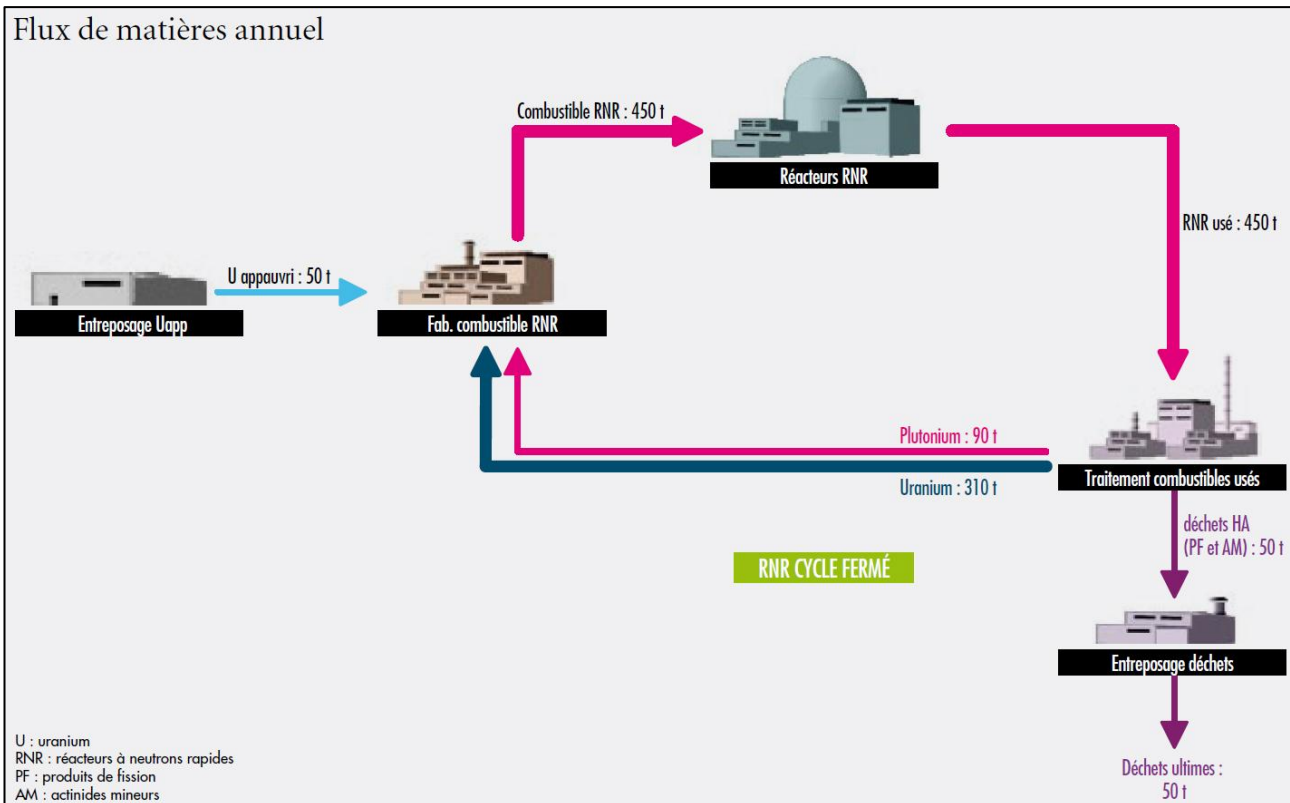 Flux de matières annuel
Combustible RNR : 450 t
Réacteurs RNR
RNR usé : 450 t
U appauvri : 50 t
Entreposage Uapp
Fab. combustible RNR
Plutonium : 90 t
Uranium : 310 t
Traitement combustibles usés
déchets HA
(PF et AM) : 50 t
RNR CYCLE FERMÉ
Entreposage déchets
Déchets ultimes :
50 t
U : uranium
RNR : réacteurs à neutrons rapides
PF : produits de fission
AM : actinides mineurs